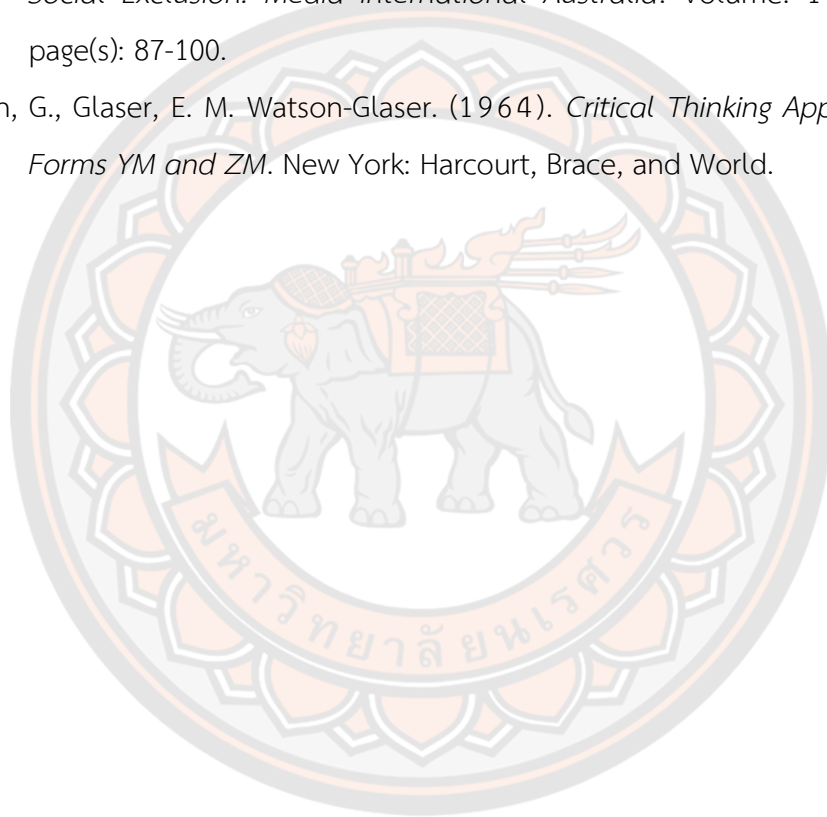 Social Exclusion. Media International Australia. Volume: 1
page(s): 87-100.
n, G., Glaser, E. M. Watson-Glaser. (1964). Critical Thinking App
Forms YM and ZM. New York: Harcourt, Brace, and World.
มหาวิทยาลัยนเรศวร